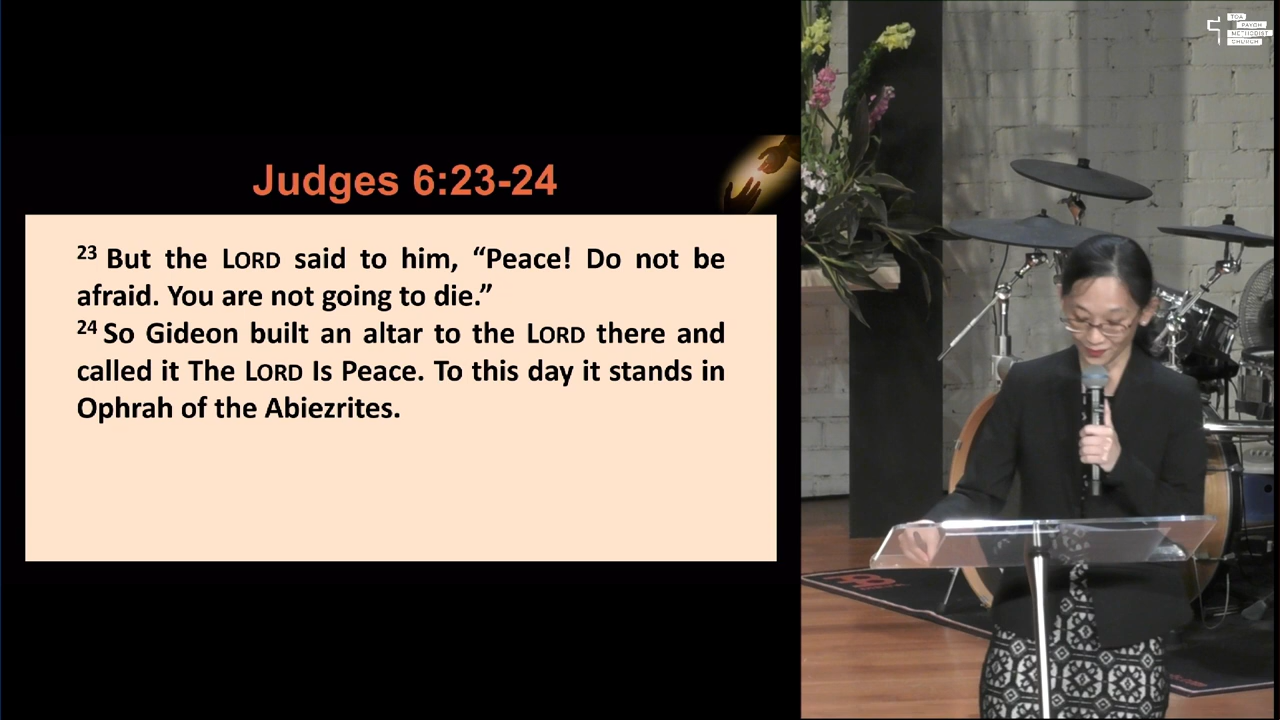 TOA
PAYOH
METHODIST
CHURCH
Judges 6:23-24
23 But the LORD said to him, “Peace! Do not be
afraid. You are not going to die.”
24 So Gideon built an altar to the LORD there and
called it The LORD Is Peace. To this day it stands in
Ophrah of the Abiezrites.